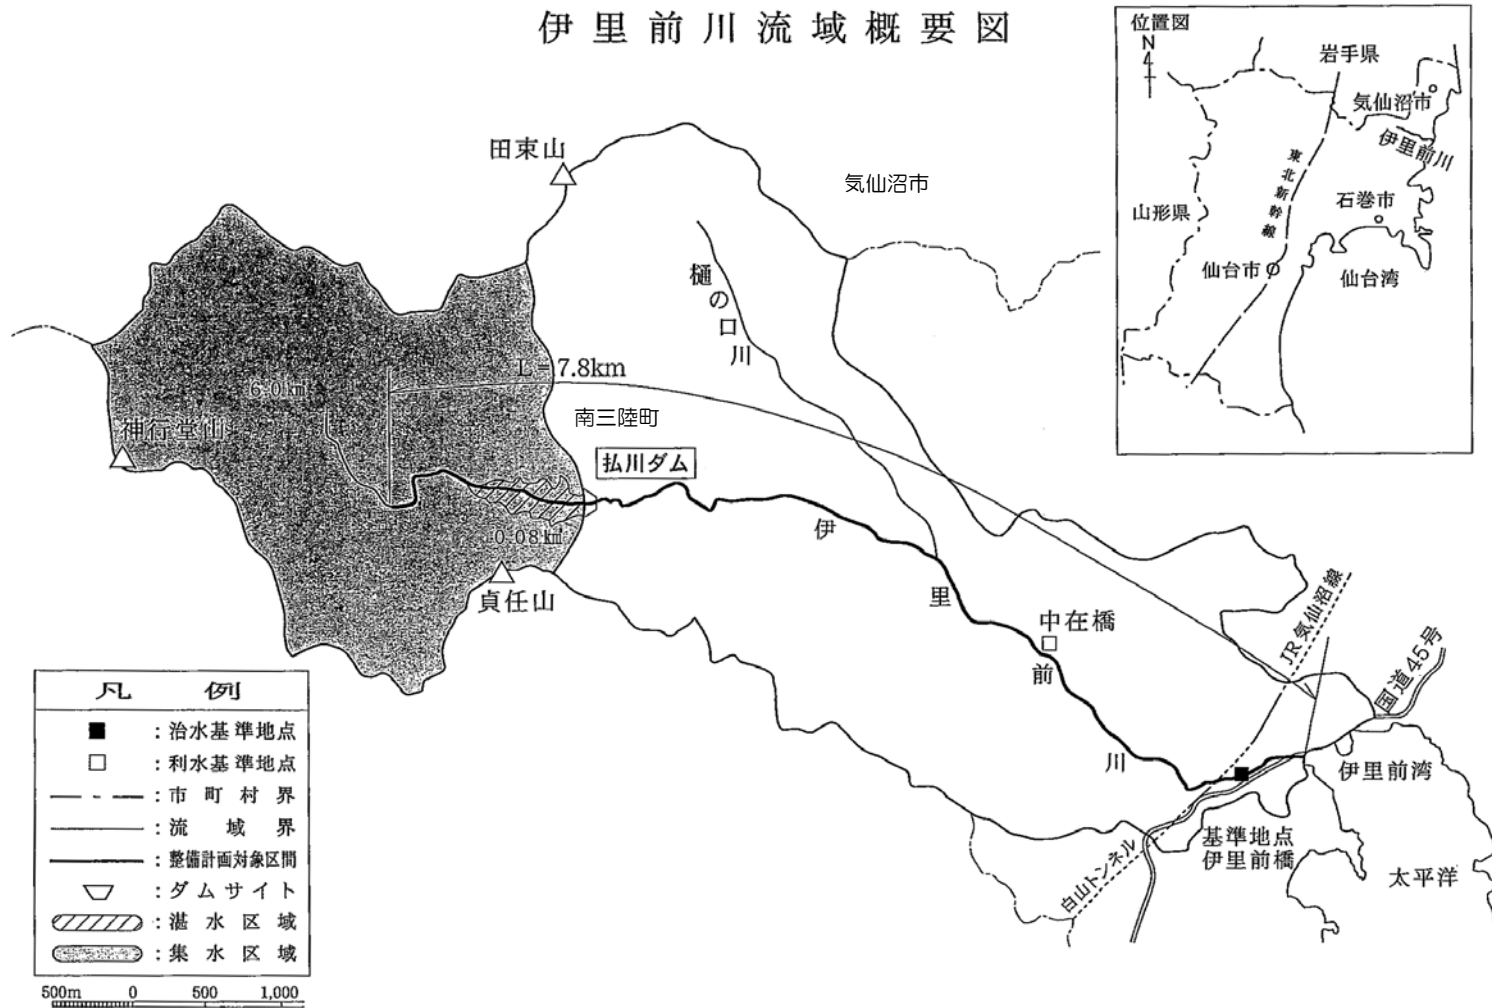 伊里前川流域概要図
位置図
N
岩手県
気仙沼市
伊里前川
東北新幹線
石巻市
山形県
仙台市
仙台湾
田束山
気仙沼市
樋の口川
L=7.8km
6.0k㎡
南三陸町
神行堂山
払川ダム
伊里前川
0.08k㎡
貞任山
中在橋
JR気仙沼線
国道45号
伊里前湾
基準地点
伊里前橋
白山トンネル
太平洋
凡例
:治水基準地点
:利水基準地点
:市町村界
:流域界
:整備計画対象区間
:ダムサイト
:湛水区域
:集水区域
500m 0 500 1,000